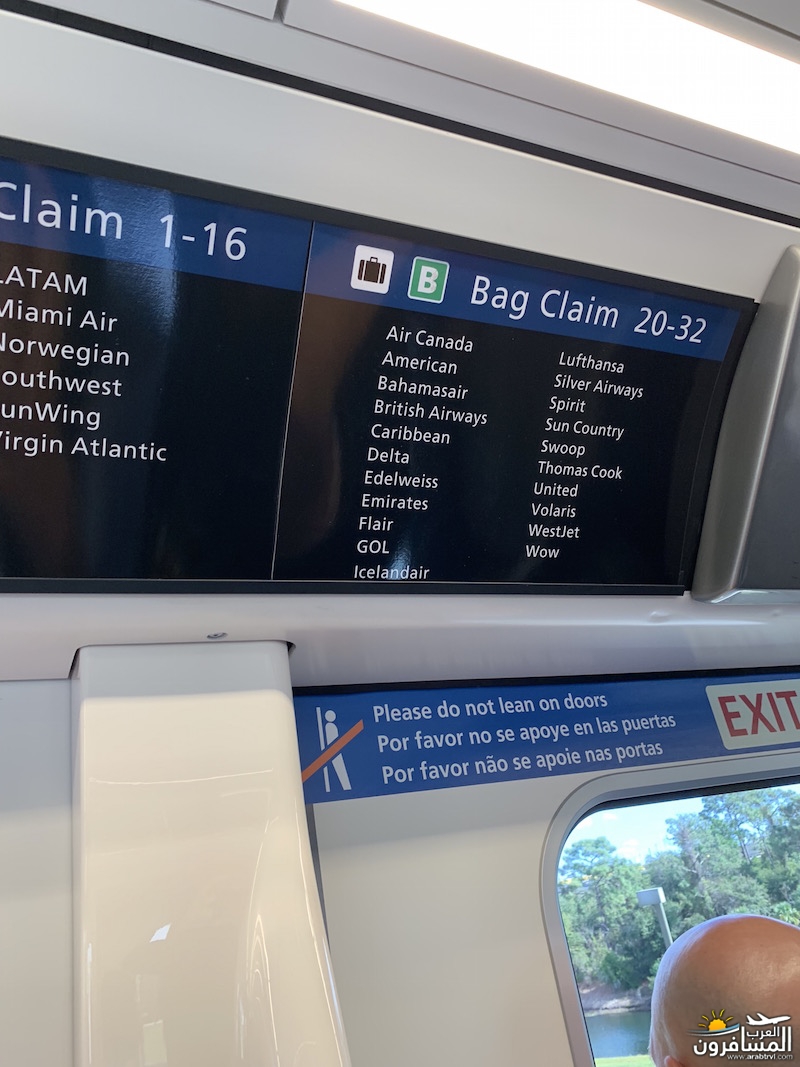 Claim 1-16
LATAM
Miami Air
Norwegian
outhwest
unWing
Virgin Atlantic
B Bag Claim 20-32
Air Canada
American
Bahamasair
British Airways
Caribbean
Delta
Edelweiss
Emirates
Flair
GOL
Icelandair
Lufthansa
Silver Airways
Spirit
Sun Country
Swoop
Thomas Cook
United
Volaris
WestJet
Wow
Please do not lean on doors
Por favor no se apoye en las puertas
Por favor não se apoie nas portas
EXIT
العرب
المسافرون
www.arabtrvl.com